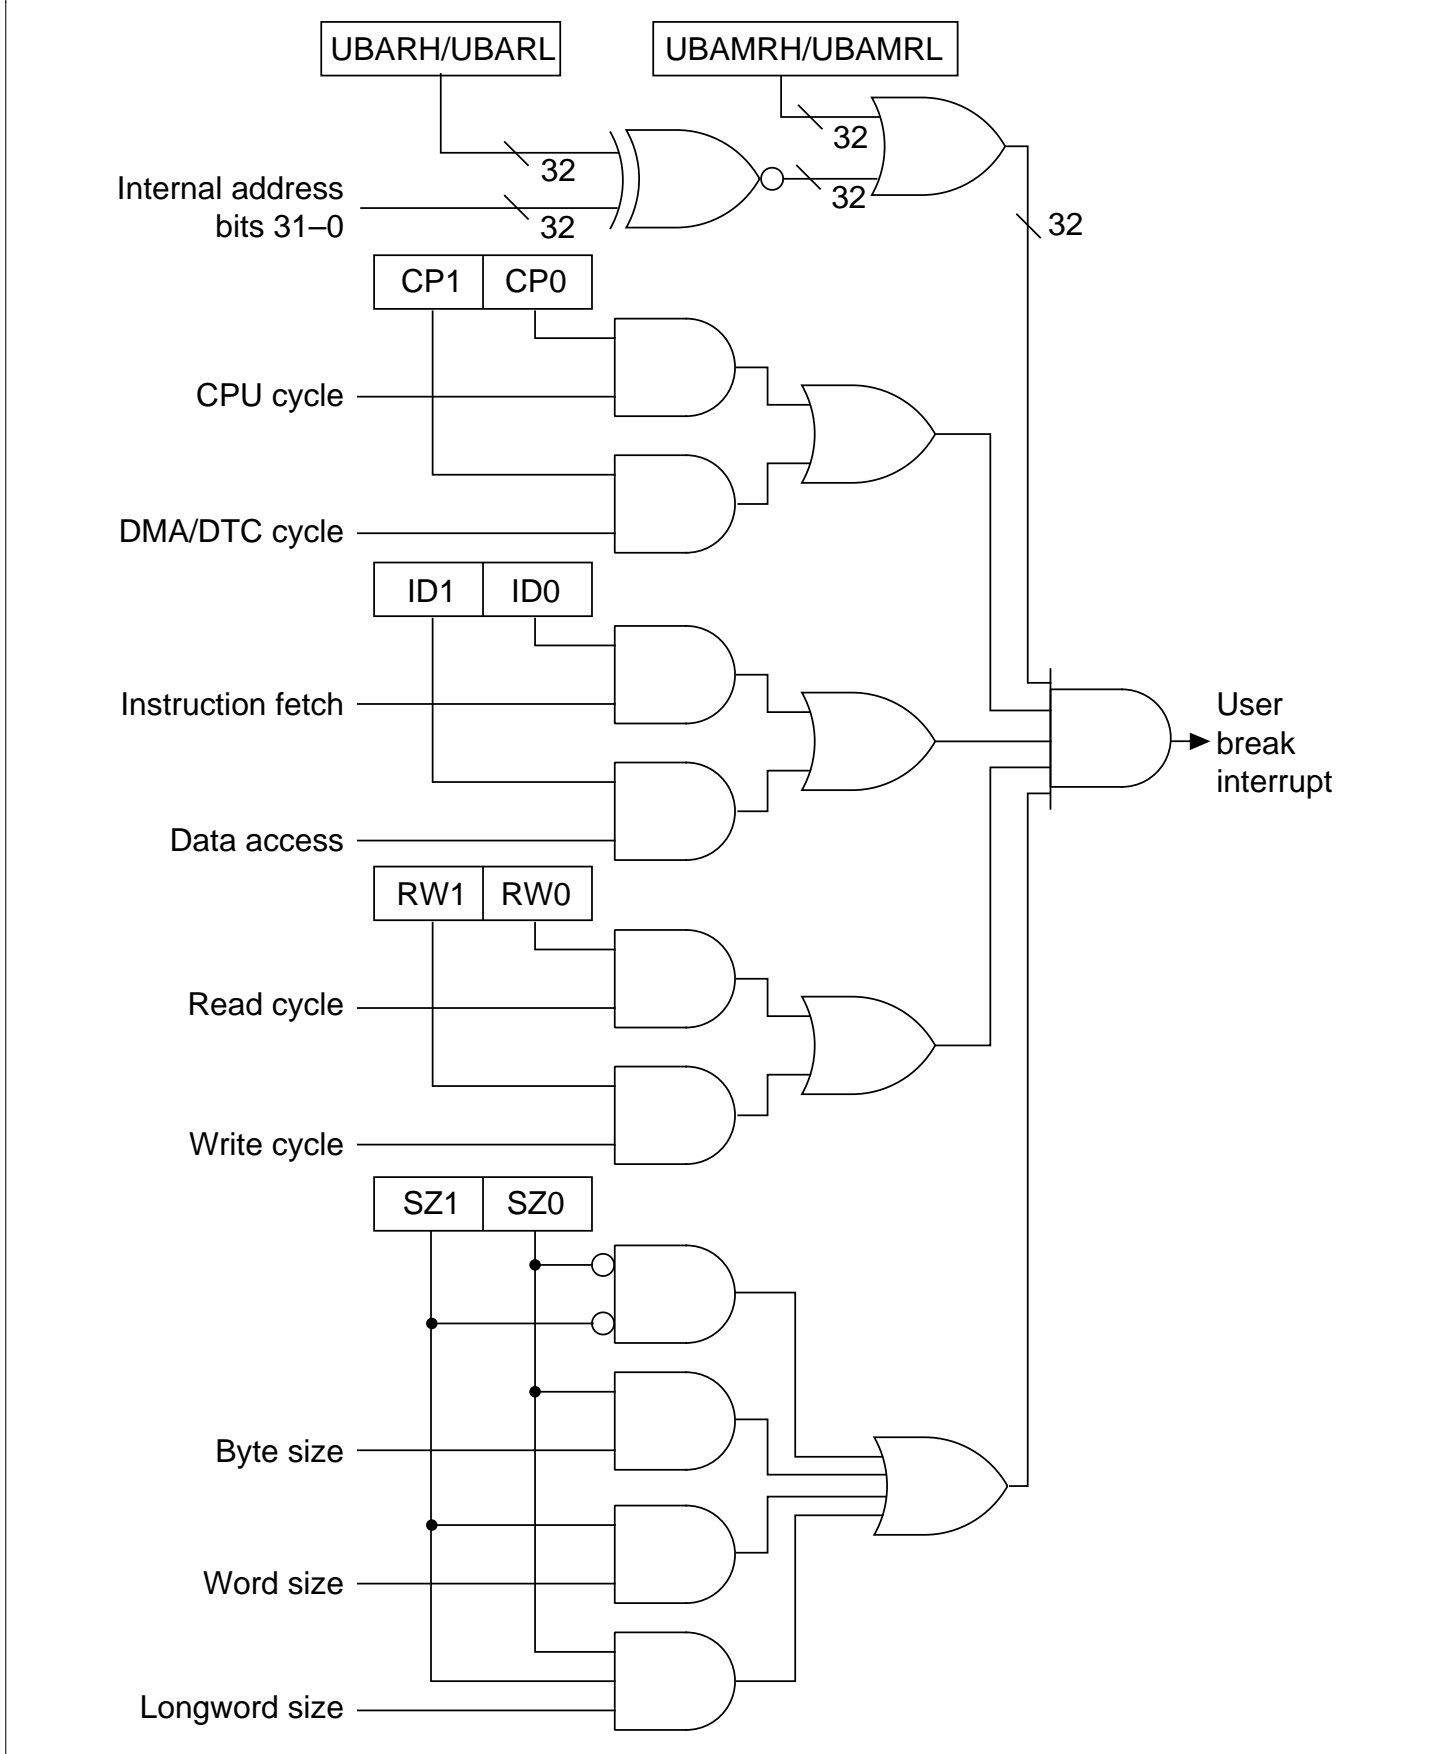 UBARH/UBARL
UBAMRH/UBAMRL
32
32
32
Internal address
bits 31–0
32
32
CP1
CP0
CPU cycle
DMA/DTC cycle
ID1
ID0
Instruction fetch
User
break
interrupt
Data access
RW1
RW0
Read cycle
Write cycle
SZ1
SZ0
Byte size
Word size
Longword size